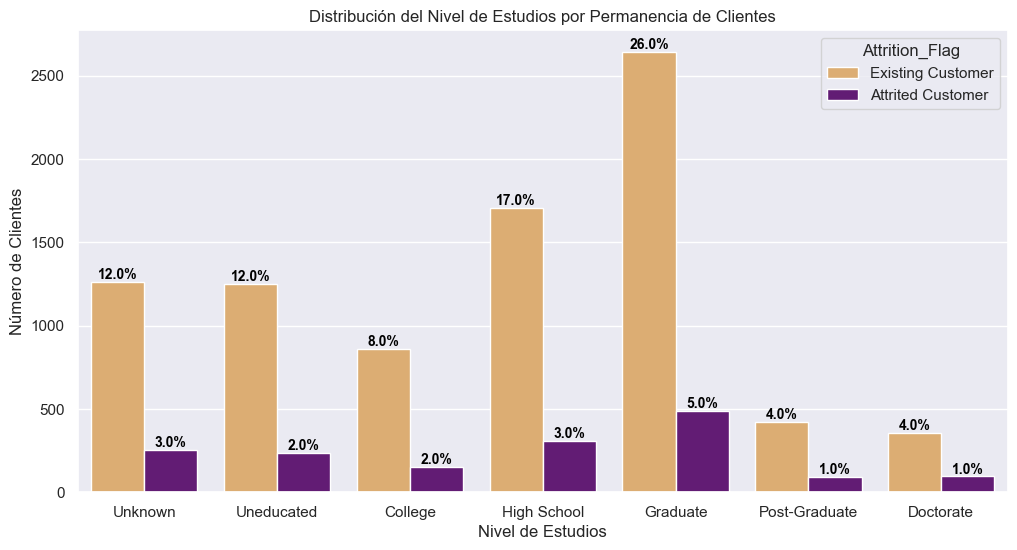 Distribución del Nivel de Estudios por Permanencia de Clientes
Attrition_Flag
Existing Customer
Attrited Customer
Número de Clientes
2500
2000
1500
1000
500
0
12.0%
3.0%
12.0%
2.0%
8.0%
2.0%
17.0%
3.0%
26.0%
5.0%
4.0%
1.0%
4.0%
1.0%
Unknown
Uneducated
College
High School
Graduate
Post-Graduate
Doctorate
Nivel de Estudios